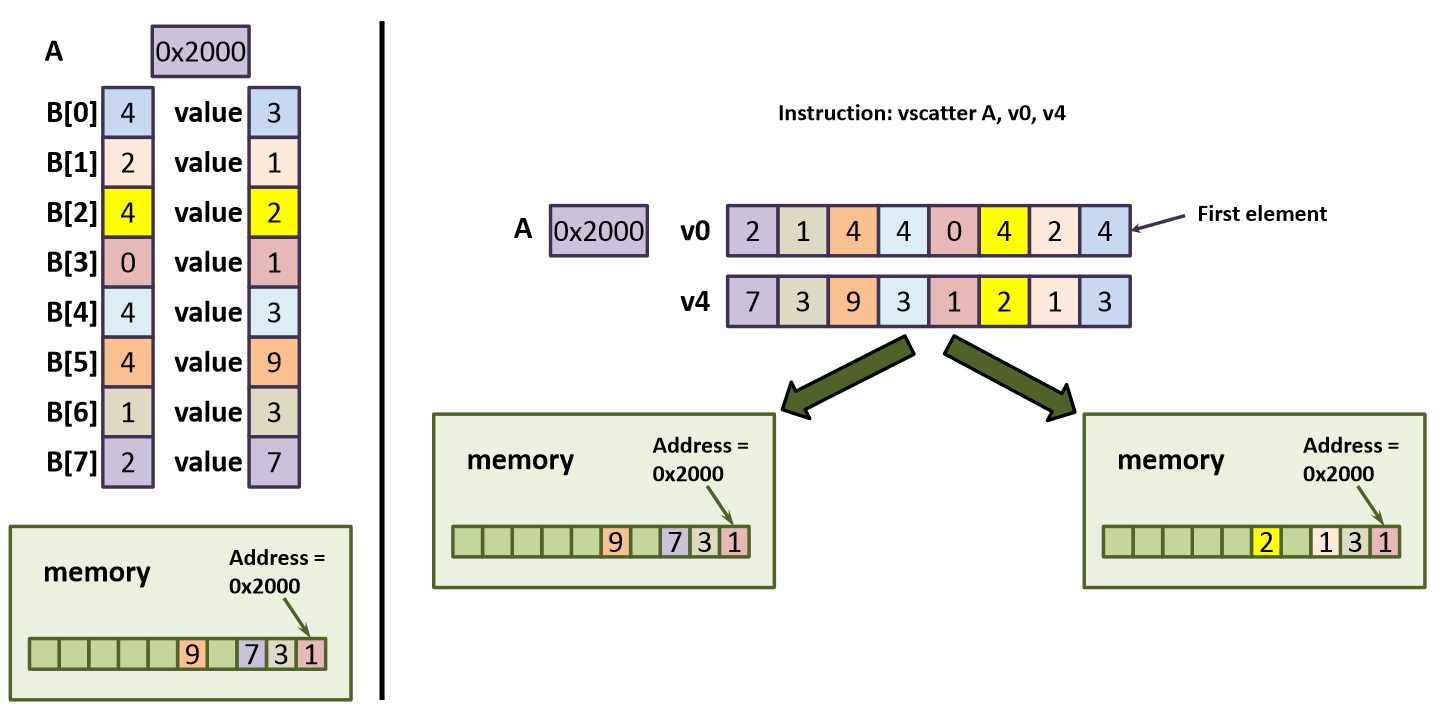 A 0x2000
B[0] 4 value 3
B[1] 2 value 1
B[2] 4 value 2
B[3] 0 value 1
B[4] 4 value 3
B[5] 4 value 9
B[6] 1 value 3
B[7] 2 value 7
memory
Address =
0x2000
9 7 3 1
Instruction: vscatter A, v0, v4
A 0x2000 v0 2 1 4 4 0 4 2 4
First element
v4 7 3 9 3 1 2 1 3
memory
Address =
0x2000
9 7 3 1
memory
Address =
0x2000
2 1 3 1